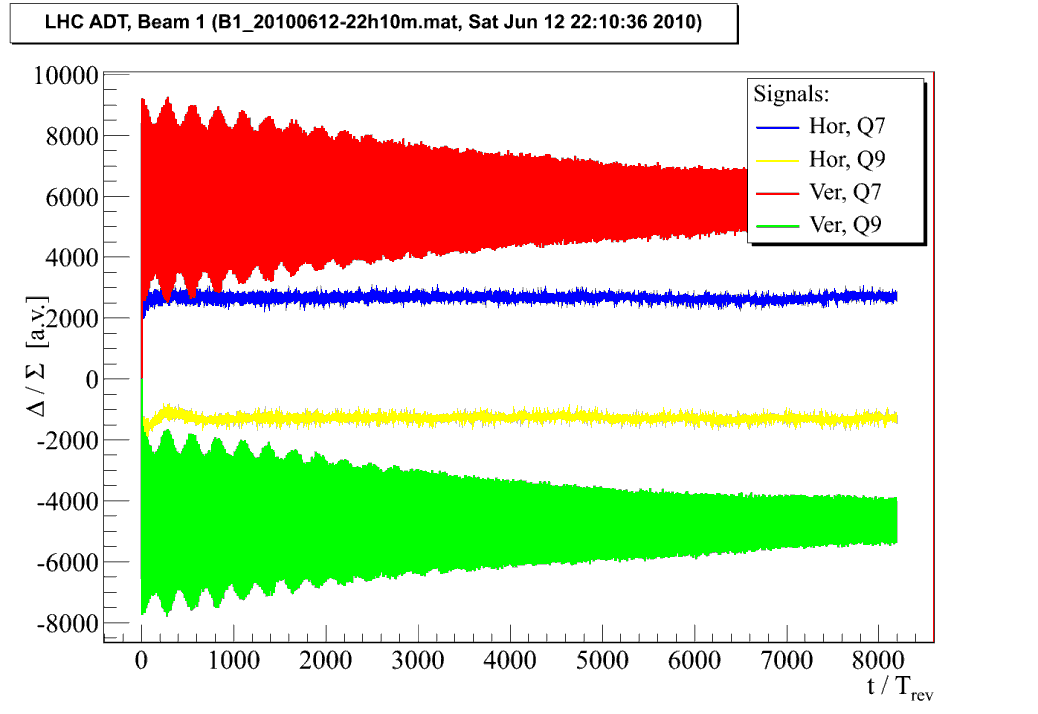 LHC ADT, Beam 1 (B1_20100612-22h10m.mat, Sat Jun 12 22:10:36 2010)
10000
8000
6000
4000
2000
0
-2000
-4000
-6000
-8000
Δ / Σ [a.v.]
Signals:
Hor, Q7
Hor, Q9
Ver, Q7
Ver, Q9
0 1000 2000 3000 4000 5000 6000 7000 8000
t / Trev